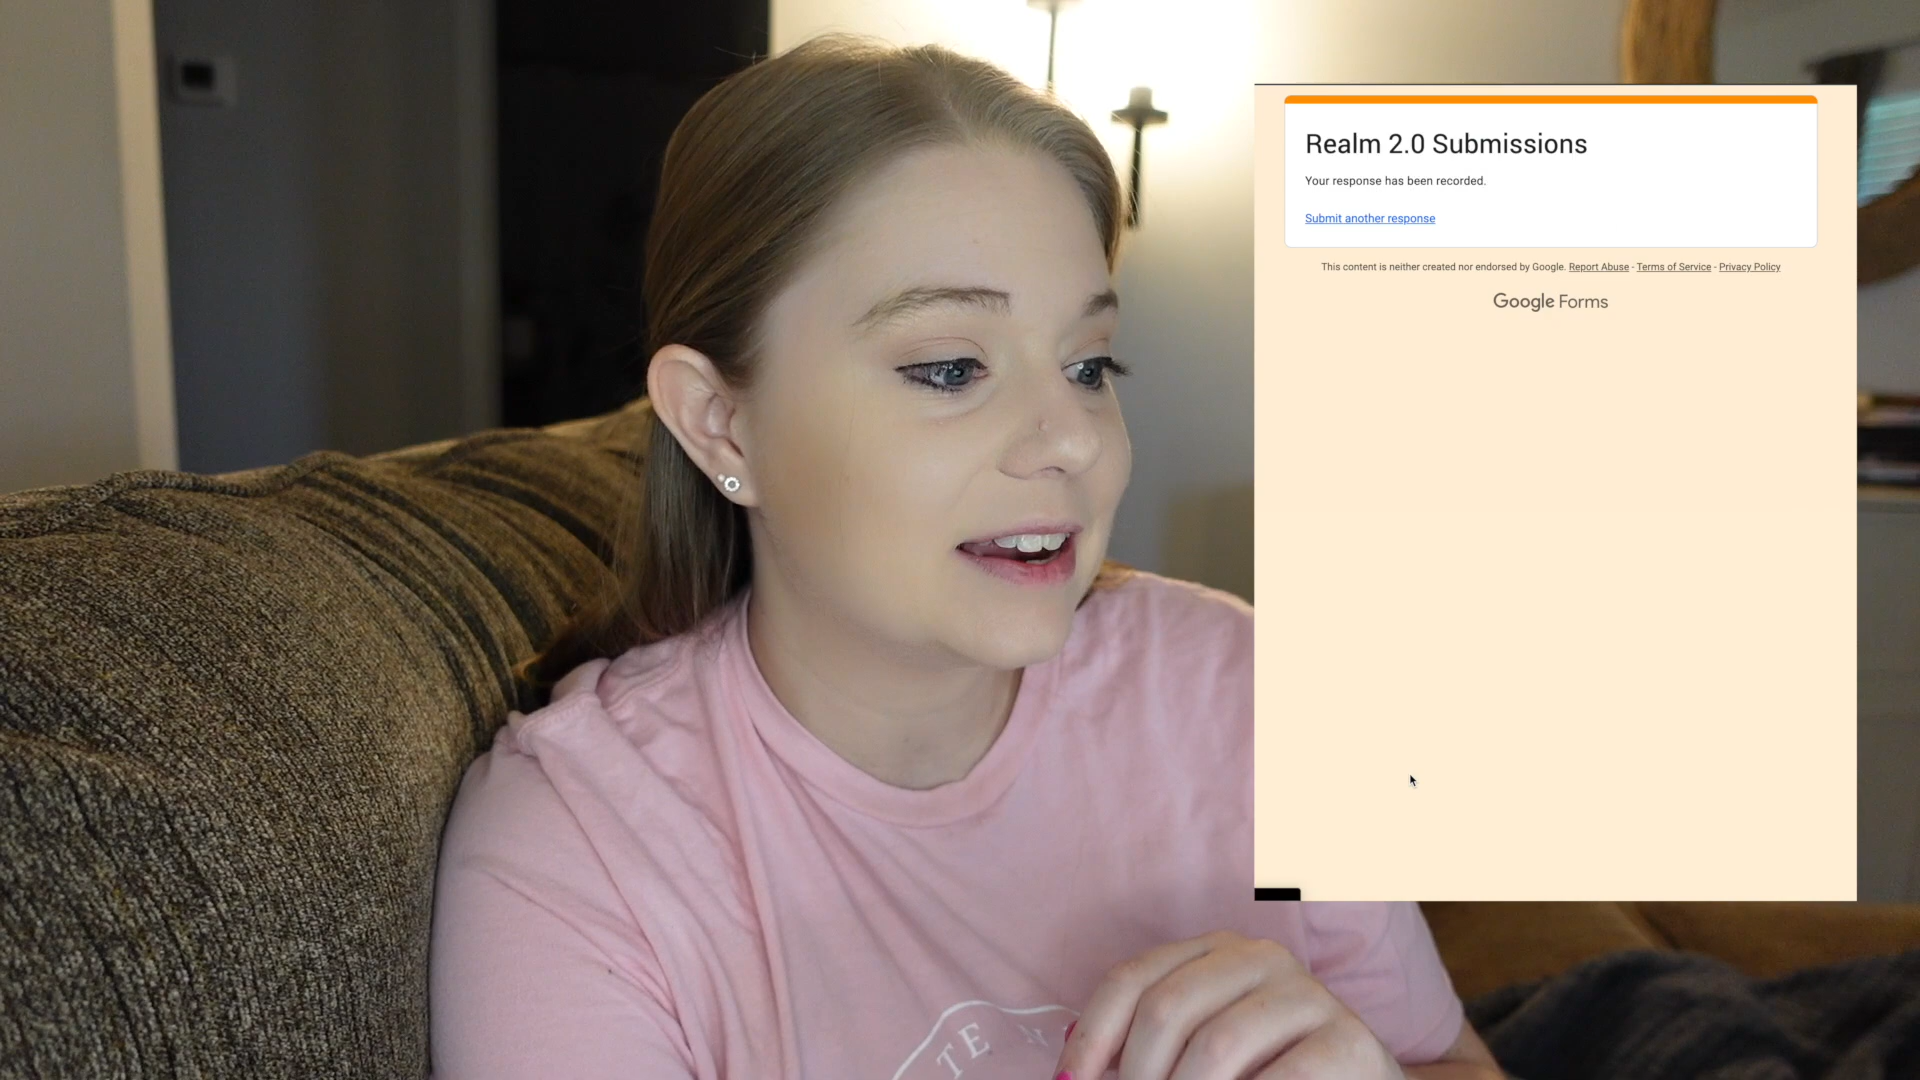 Realm 2.0 Submissions
Your response has been recorded.
Submit another response
This content is neither created nor endorsed by Google. Report Abuse - Terms of Service - Privacy Policy
Google Forms
TEN